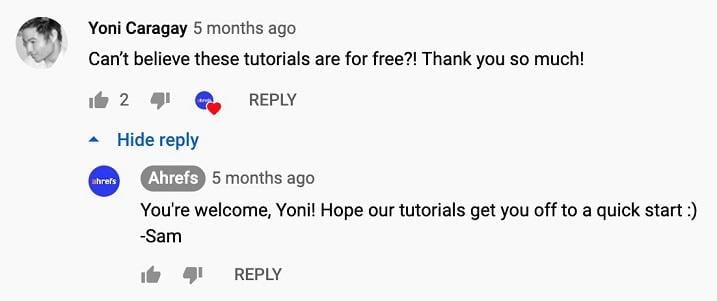 Yoni Caragay 5 months ago
Can't believe these tutorials are for free?! Thank you so much!
2 ahrefs REPLY
Hide reply
ahrefs Ahrefs 5 months ago
You're welcome, Yoni! Hope our tutorials get you off to a quick start :)
-Sam
REPLY